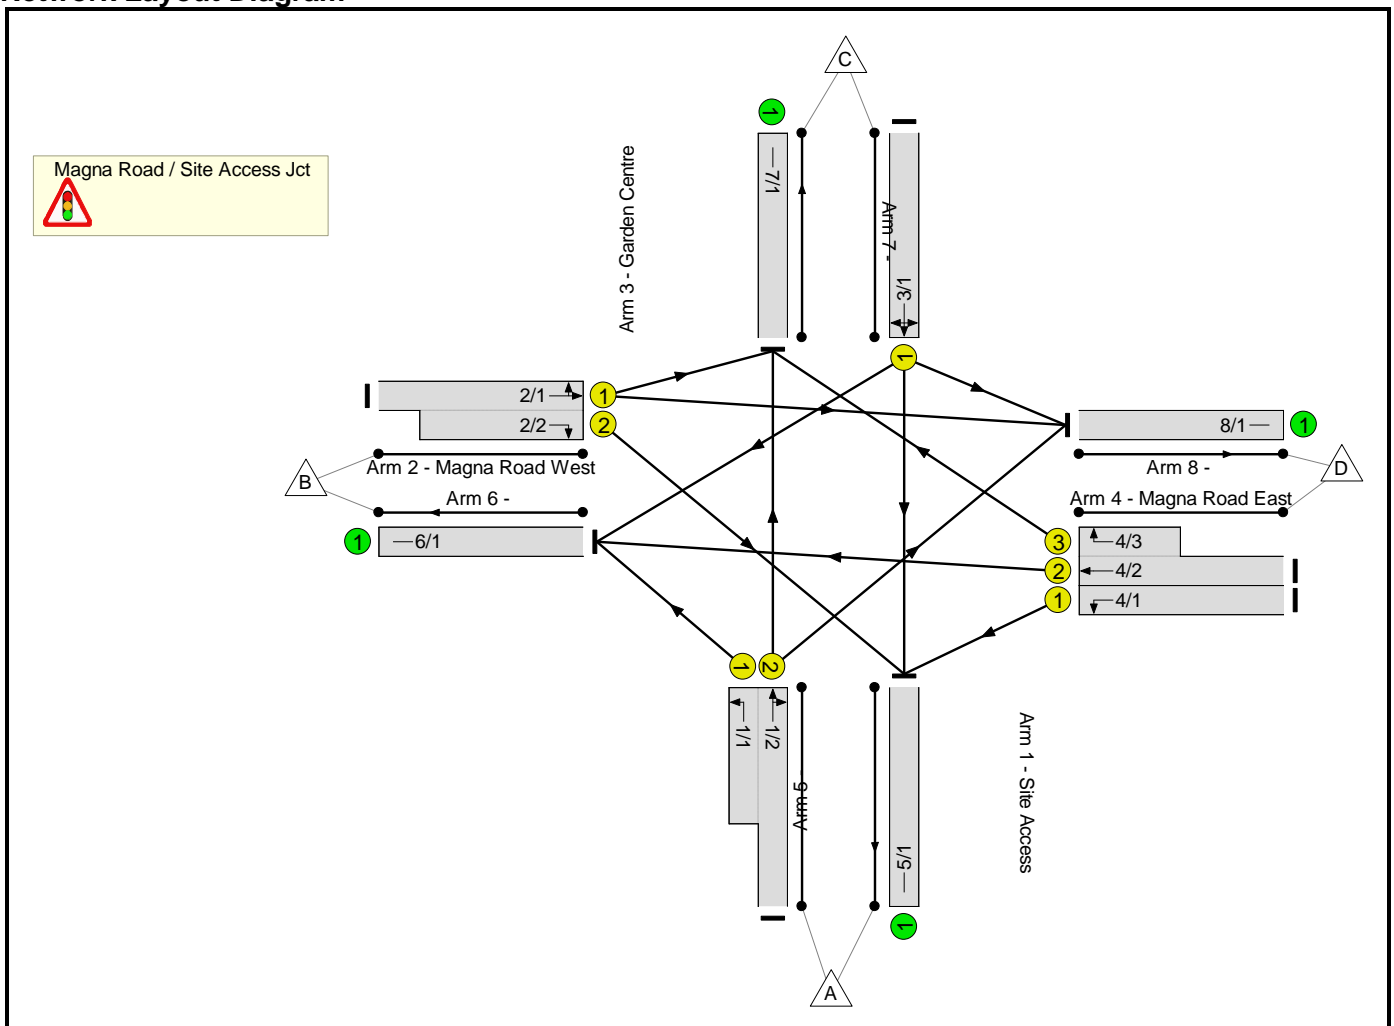 Network Layout Diagram
C
1
Magna Road / Site Access Jct
Arm 3 - Garden Centre
7/1
Arm 7 -
3/1
1
2/1
1
2/2
2
Arm 2 - Magna Road West
B
Arm 6 -
1
6/1
8/1
1
Arm 8 -
D
Arm 4 - Magna Road East
3
4/3
2
4/2
1
4/1
1
2
1/1
1/2
Arm 5 -
5/1
Arm 1 - Site Access
1
A